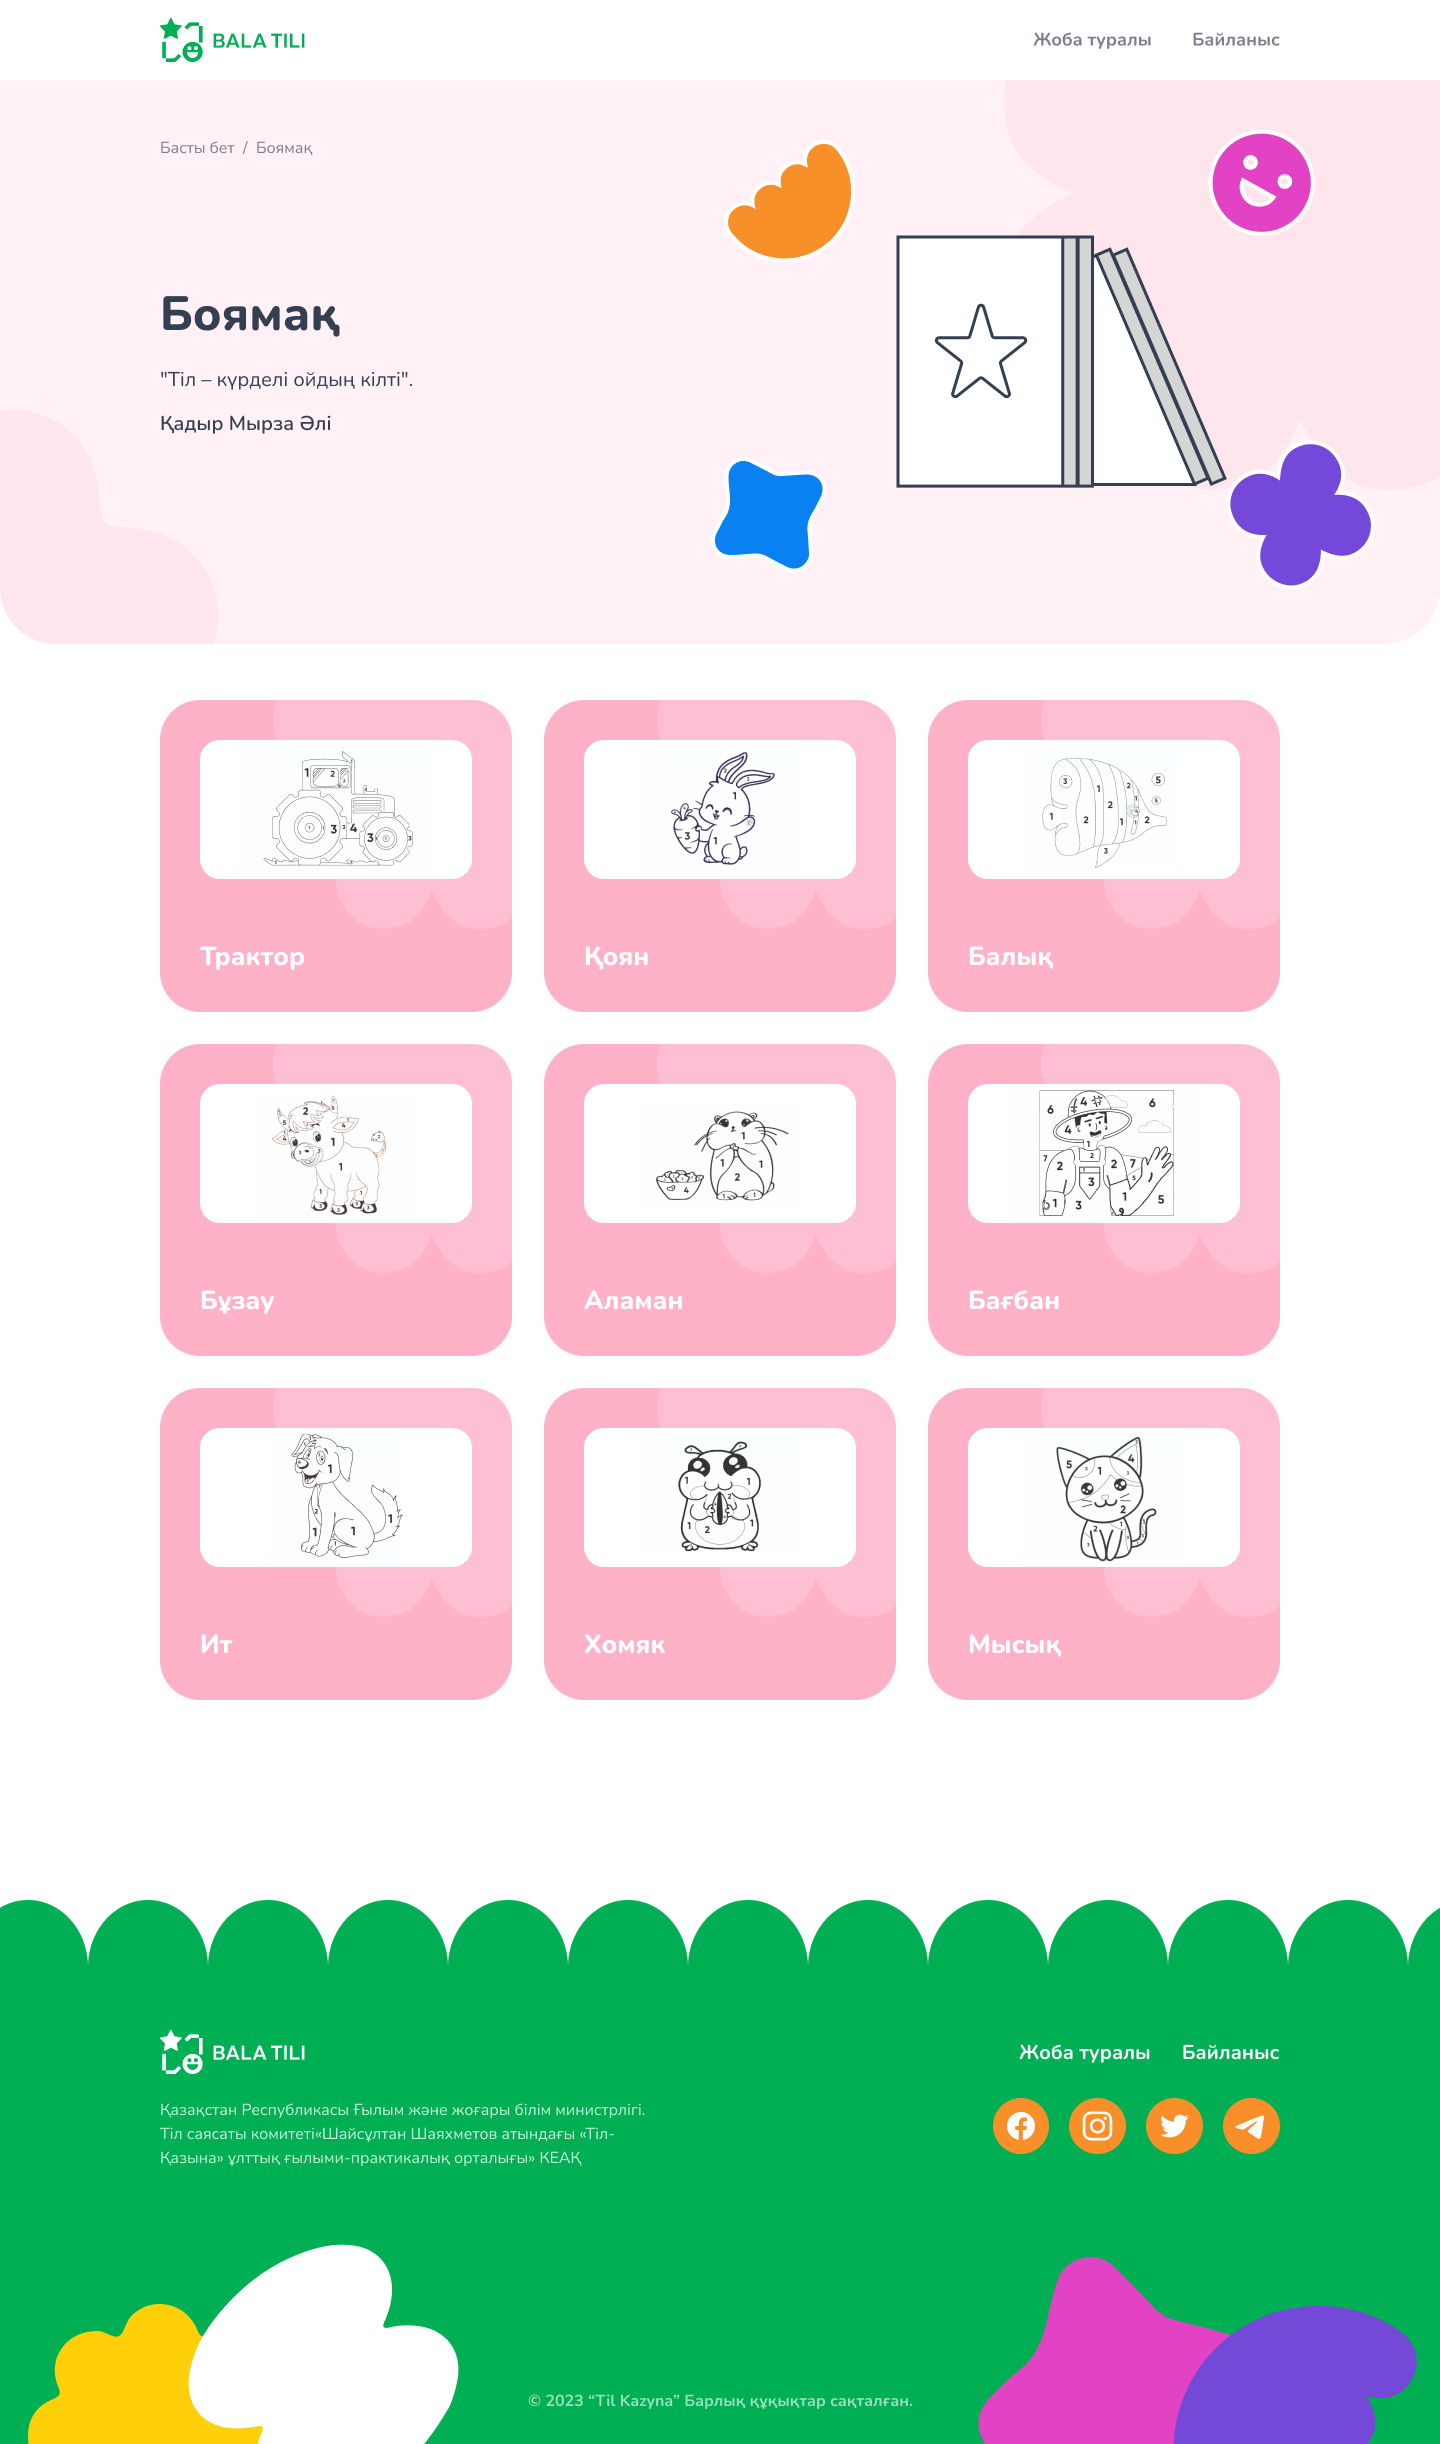 BALA TILI
Жоба туралы
Байланыс
Басты бет / Боямақ
Боямақ
"Тіл – күрделі ойдың кілті".
Қадыр Мырза Әлі
Трактор
Қоян
Балық
Бұзау
Аламан
Бағбан
Ит
Хомяк
Мысық
BALA TILI
Жоба туралы
Байланыс
Қазақстан Республикасы Ғылым және жоғары білім министрлігі.
Тіл саясаты комитеті«Шайсұлтан Шаяхметов атындағы «Тіл-
Қазына» ұлттық ғылыми-практикалық орталығы» КЕАҚ
© 2023 “Til Kazyna” Барлық құқықтар сақталған.